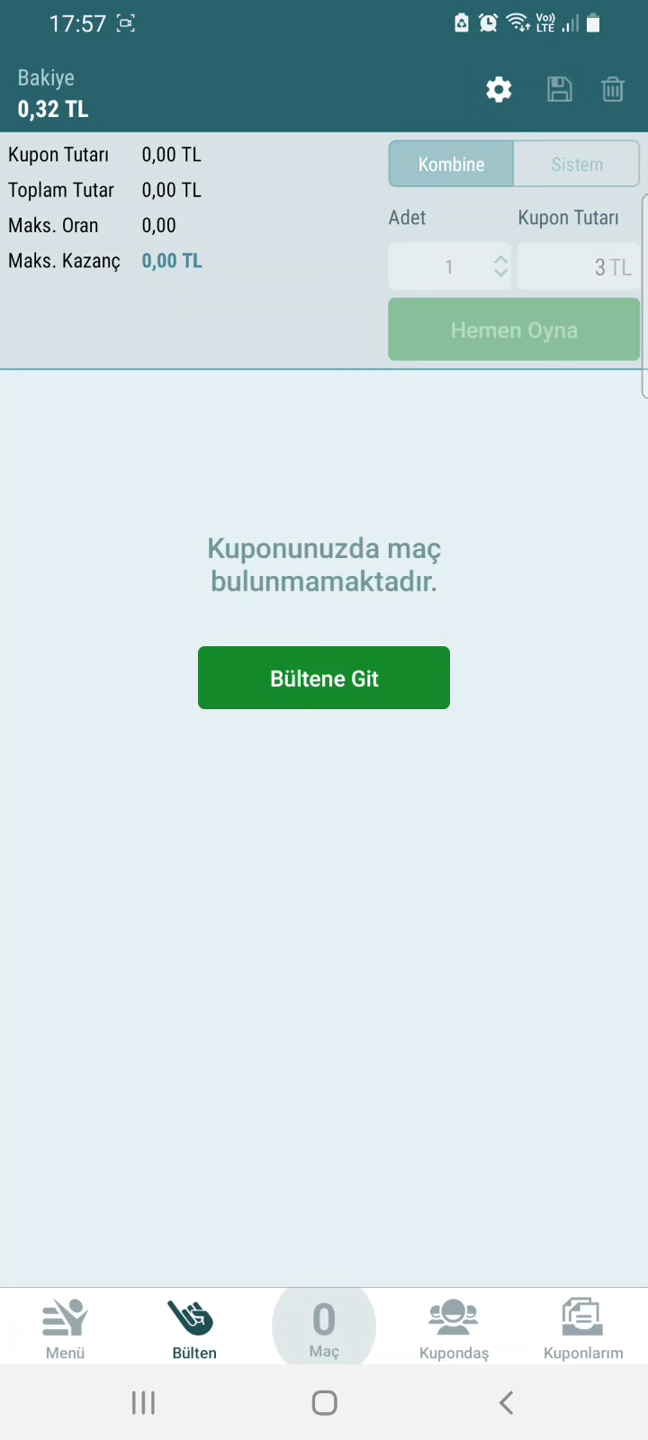 17:57
Vo)) LTE
Bakiye
0,32 TL
Kupon Tutarı 0,00 TL
Toplam Tutar 0,00 TL
Maks. Oran 0,00
Maks. Kazanç 0,00 TL
Kombine Sistem
Adet Kupon Tutarı
1 3 TL
Hemen Oyna
Kuponunuzda maç
bulunmamaktadır.
Bültene Git
0
Menü Bülten Maç Kupondaş Kuponlarım